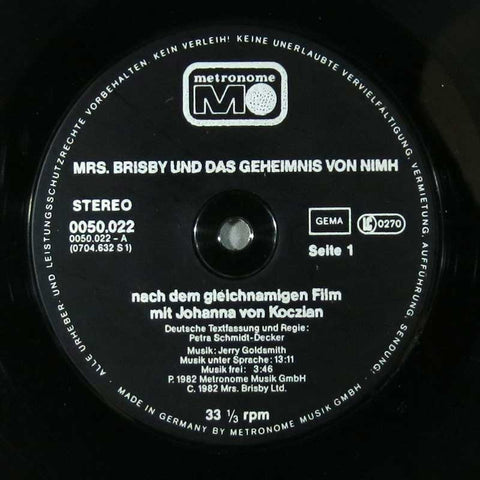 metronome
M
MRS. BRISBY UND DAS GEHEIMNIS VON NIMH
STEREO
0050.022
0050.022 - A
(0704.632 S 1)
GEMA
LC 0270
Seite 1
nach dem gleichnamigen Film
mit Johanna von Koczian
Deutsche Textfassung und Regie:
Petra Schmidt-Decker
Musik: Jerry Goldsmith
Musik unter Sprache: 13:11
Musik frei: 3:46
P. 1982 Metronome Musik GmbH
C. 1982 Mrs. Brisby Ltd.
33 ⅓ rpm
ALLE URHEBER- UND LEISTUNGSSCHUTZRECHTE VORBEHALTEN. KEIN VERLEIH! KEINE UNERLAUBTE VERVIELFÄLTIGUNG, VERMIETUNG, AUFFÜHRUNG, SENDUNG!
MADE IN GERMANY BY METRONOME MUSIK GMBH